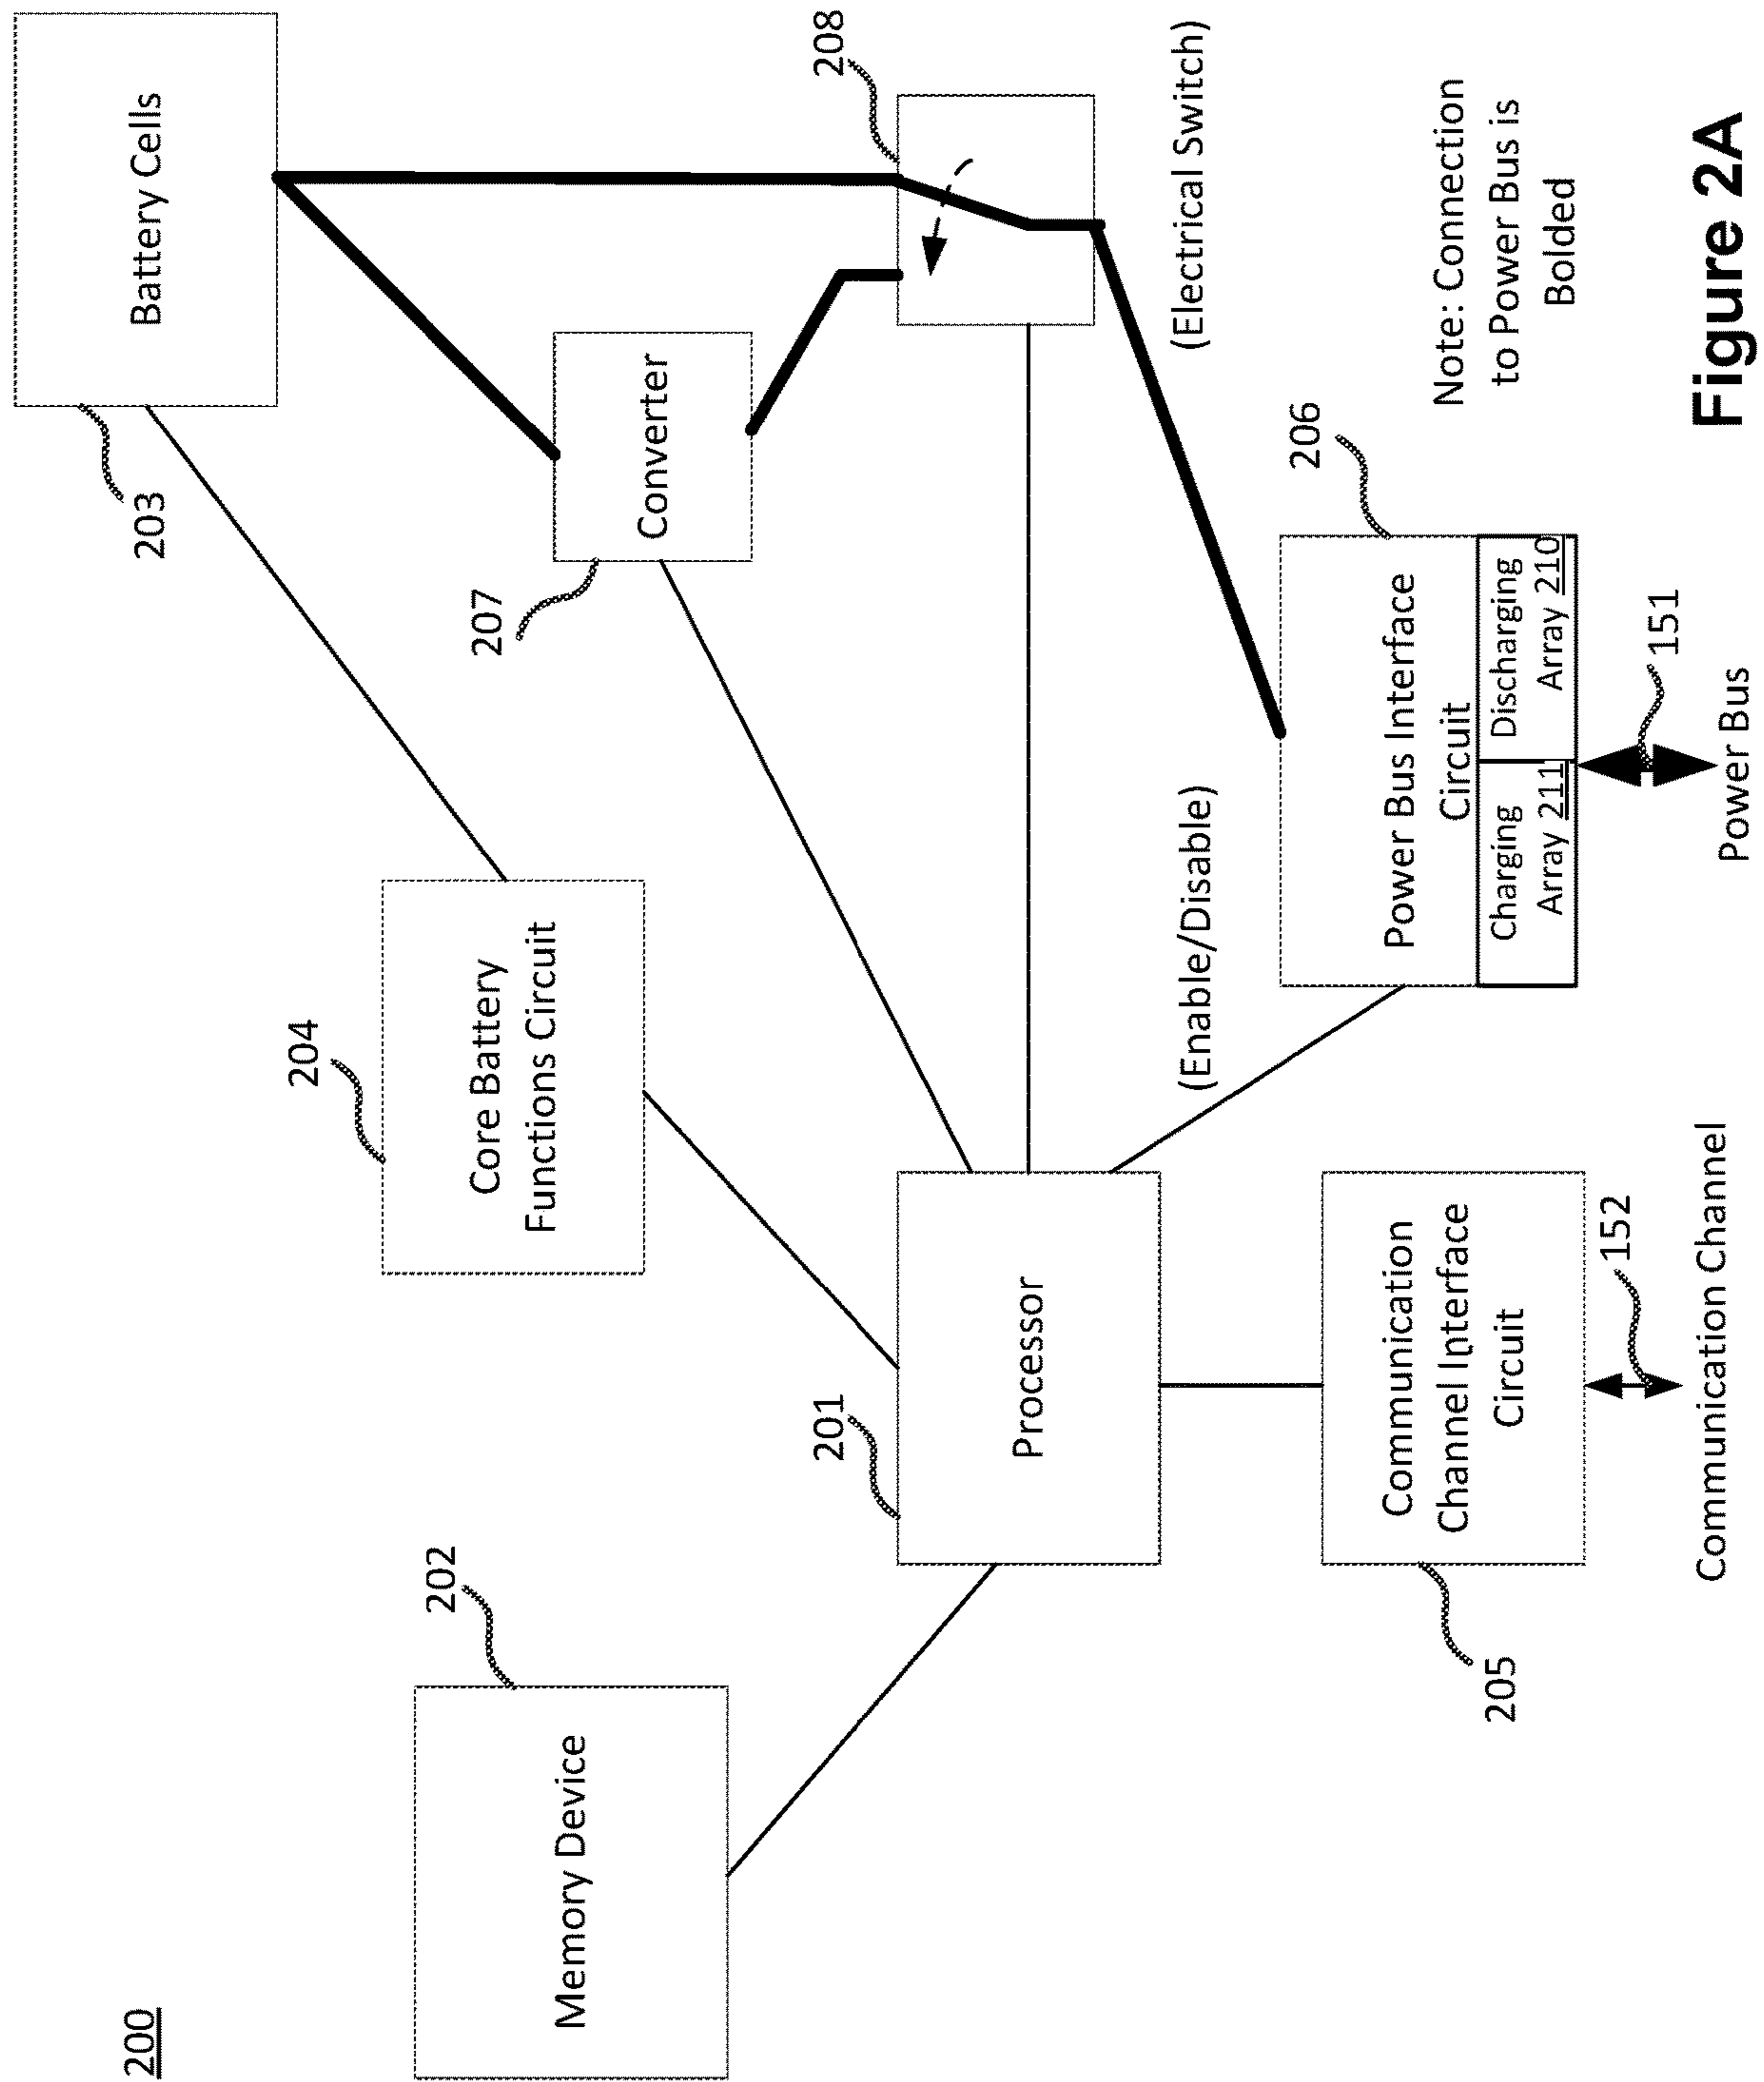 200
Battery Cells
203
204
Core Battery
Functions Circuit
202
Memory Device
207
Converter
208
201
Processor
(Electrical Switch)
(Enable/Disable)
206
Power Bus Interface
Circuit
Charging
Array 211
Discharging
Array 210
151
Power Bus
205
Communication
Channel Interface
Circuit
152
Communication Channel
Note: Connection
to Power Bus is
Bolded
Figure 2A